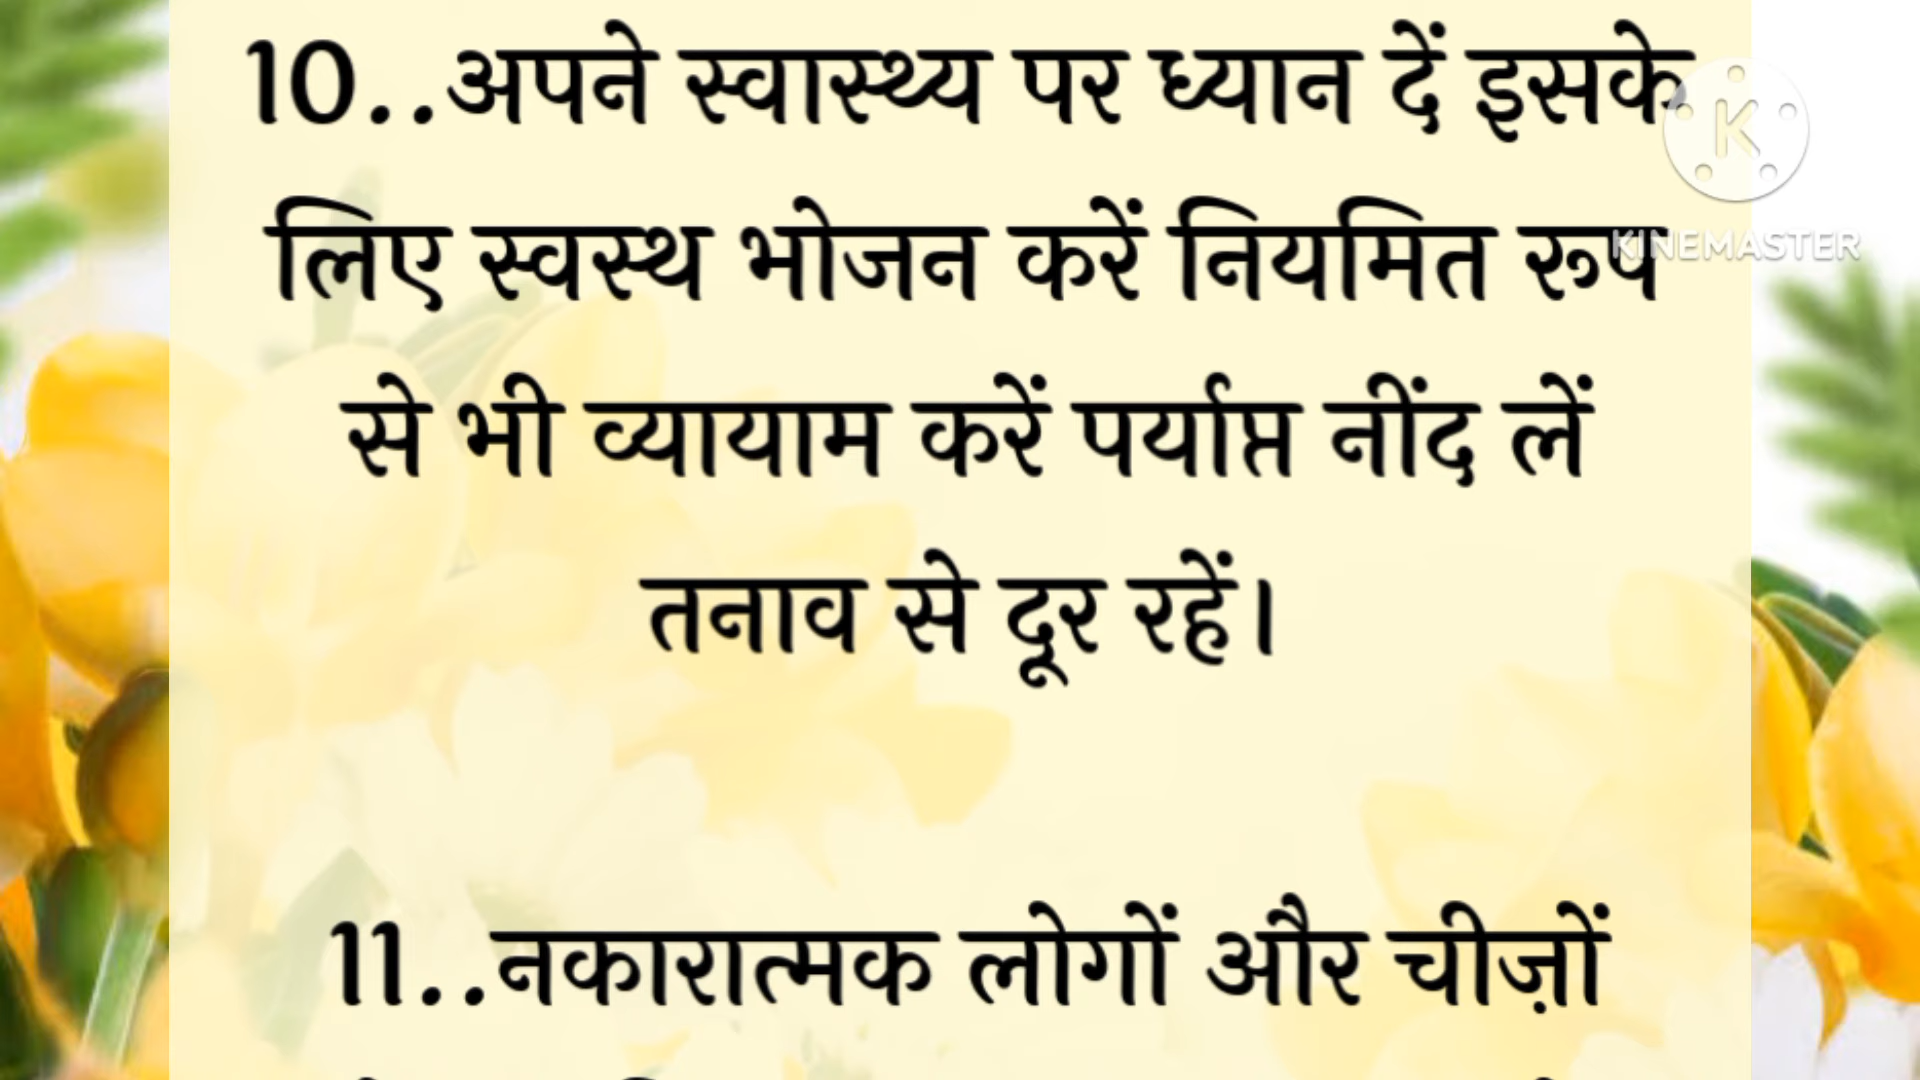 10..अपने स्वास्थ्य पर ध्यान दें इसके
लिए स्वस्थ भोजन करें नियमित रूप
से भी व्यायाम करें पर्याप्त नींद लें
तनाव से दूर रहें।
11..नकारात्मक लोगों और चीज़ों
K
KINEMASTER